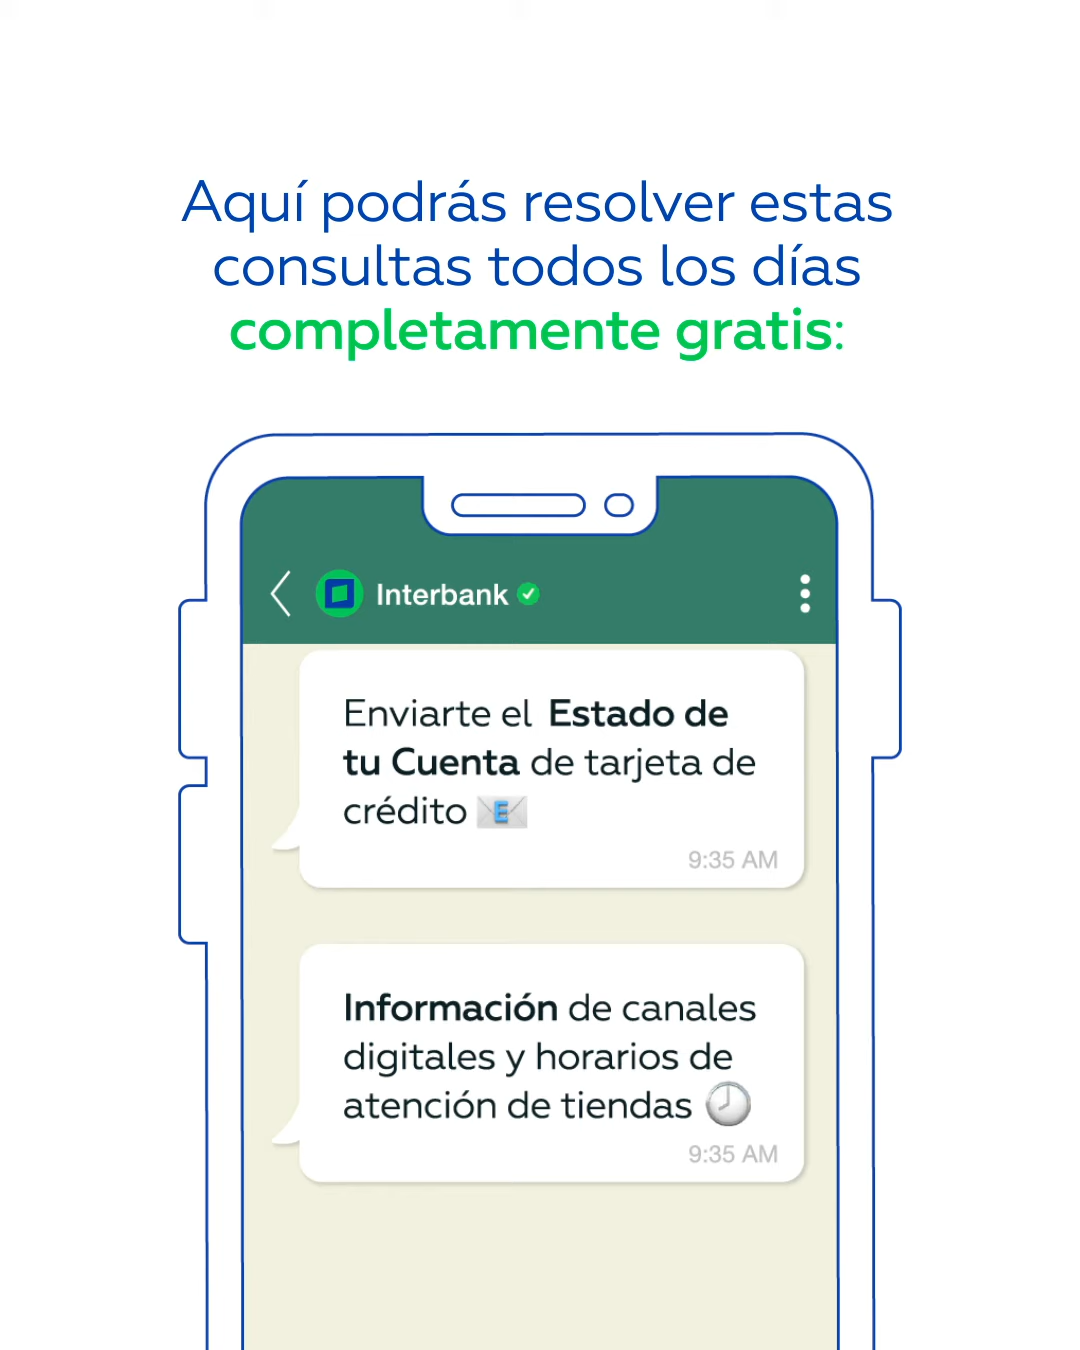 Aquí podrás resolver estas
consultas todos los días
completamente gratis:
Interbank
Enviarte el Estado de
tu Cuenta de tarjeta de
crédito 📧
9:35 AM
Información de canales
digitales y horarios de
atención de tiendas 🕗
9:35 AM